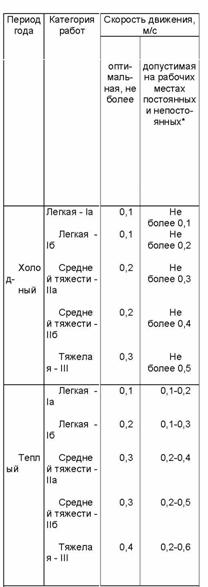 Период года Категория работ Скорость движения, м/с
опти-маль-ная, не более допустимая на рабочих местах постоянных и непосто-янных*
Холо д-ный
Легкая - Iа 0,1 Не более 0,1
Легкая - Iб 0,1 Не более 0,2
Средне й тяжести - IIа 0,2 Не более 0,3
Средне й тяжести - IIб 0,2 Не более 0,4
Тяжела я - III 0,3 Не более 0,5
Теп лый
Легкая - Iа 0,1 0,1-0,2
Легкая - Iб 0,2 0,1-0,3
Средне й тяжести - IIа 0,3 0,2-0,4
Средне й тяжести - IIб 0,3 0,2-0,5
Тяжела я - III 0,4 0,2-0,6